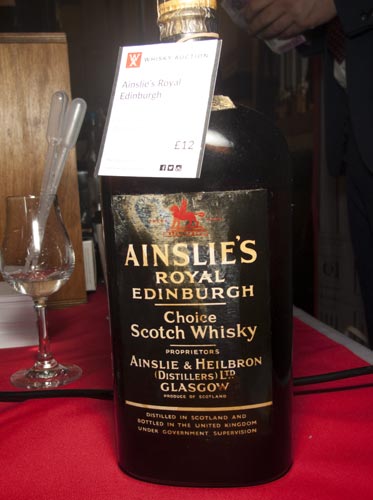 WHISKY.AUCTION
Ainslie's Royal
Edinburgh
£12
AINSLIE'S
ROYAL
EDINBURGH
Choice
Scotch Whisky
PROPRIETORS
AINSLIE & HEILBRON
(DISTILLERS) LTD
GLASGOW
PRODUCE OF SCOTLAND
DISTILLED IN SCOTLAND AND
BOTTLED IN THE UNITED KINGDOM
UNDER GOVERNMENT SUPERVISION